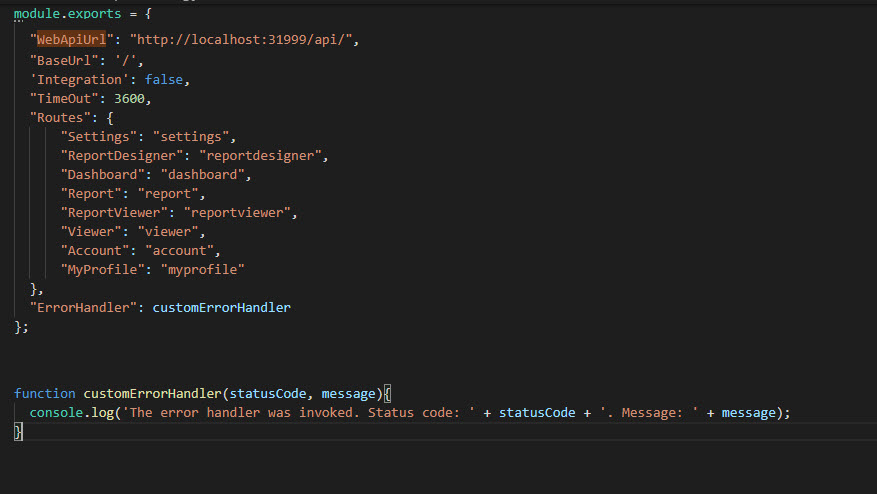 module.exports = {
"WebApiUrl": "http://localhost:31999/api/",
"BaseUrl": '/',
'Integration': false,
"TimeOut": 3600,
"Routes": {
"Settings": "settings",
"ReportDesigner": "reportdesigner",
"Dashboard": "dashboard",
"Report": "report",
"ReportViewer": "reportviewer",
"Viewer": "viewer",
"Account": "account",
"MyProfile": "myprofile"
},
"ErrorHandler": customErrorHandler
};
function customErrorHandler(statusCode, message){
console.log('The error handler was invoked. Status code: ' + statusCode + '. Message: ' + message);
}